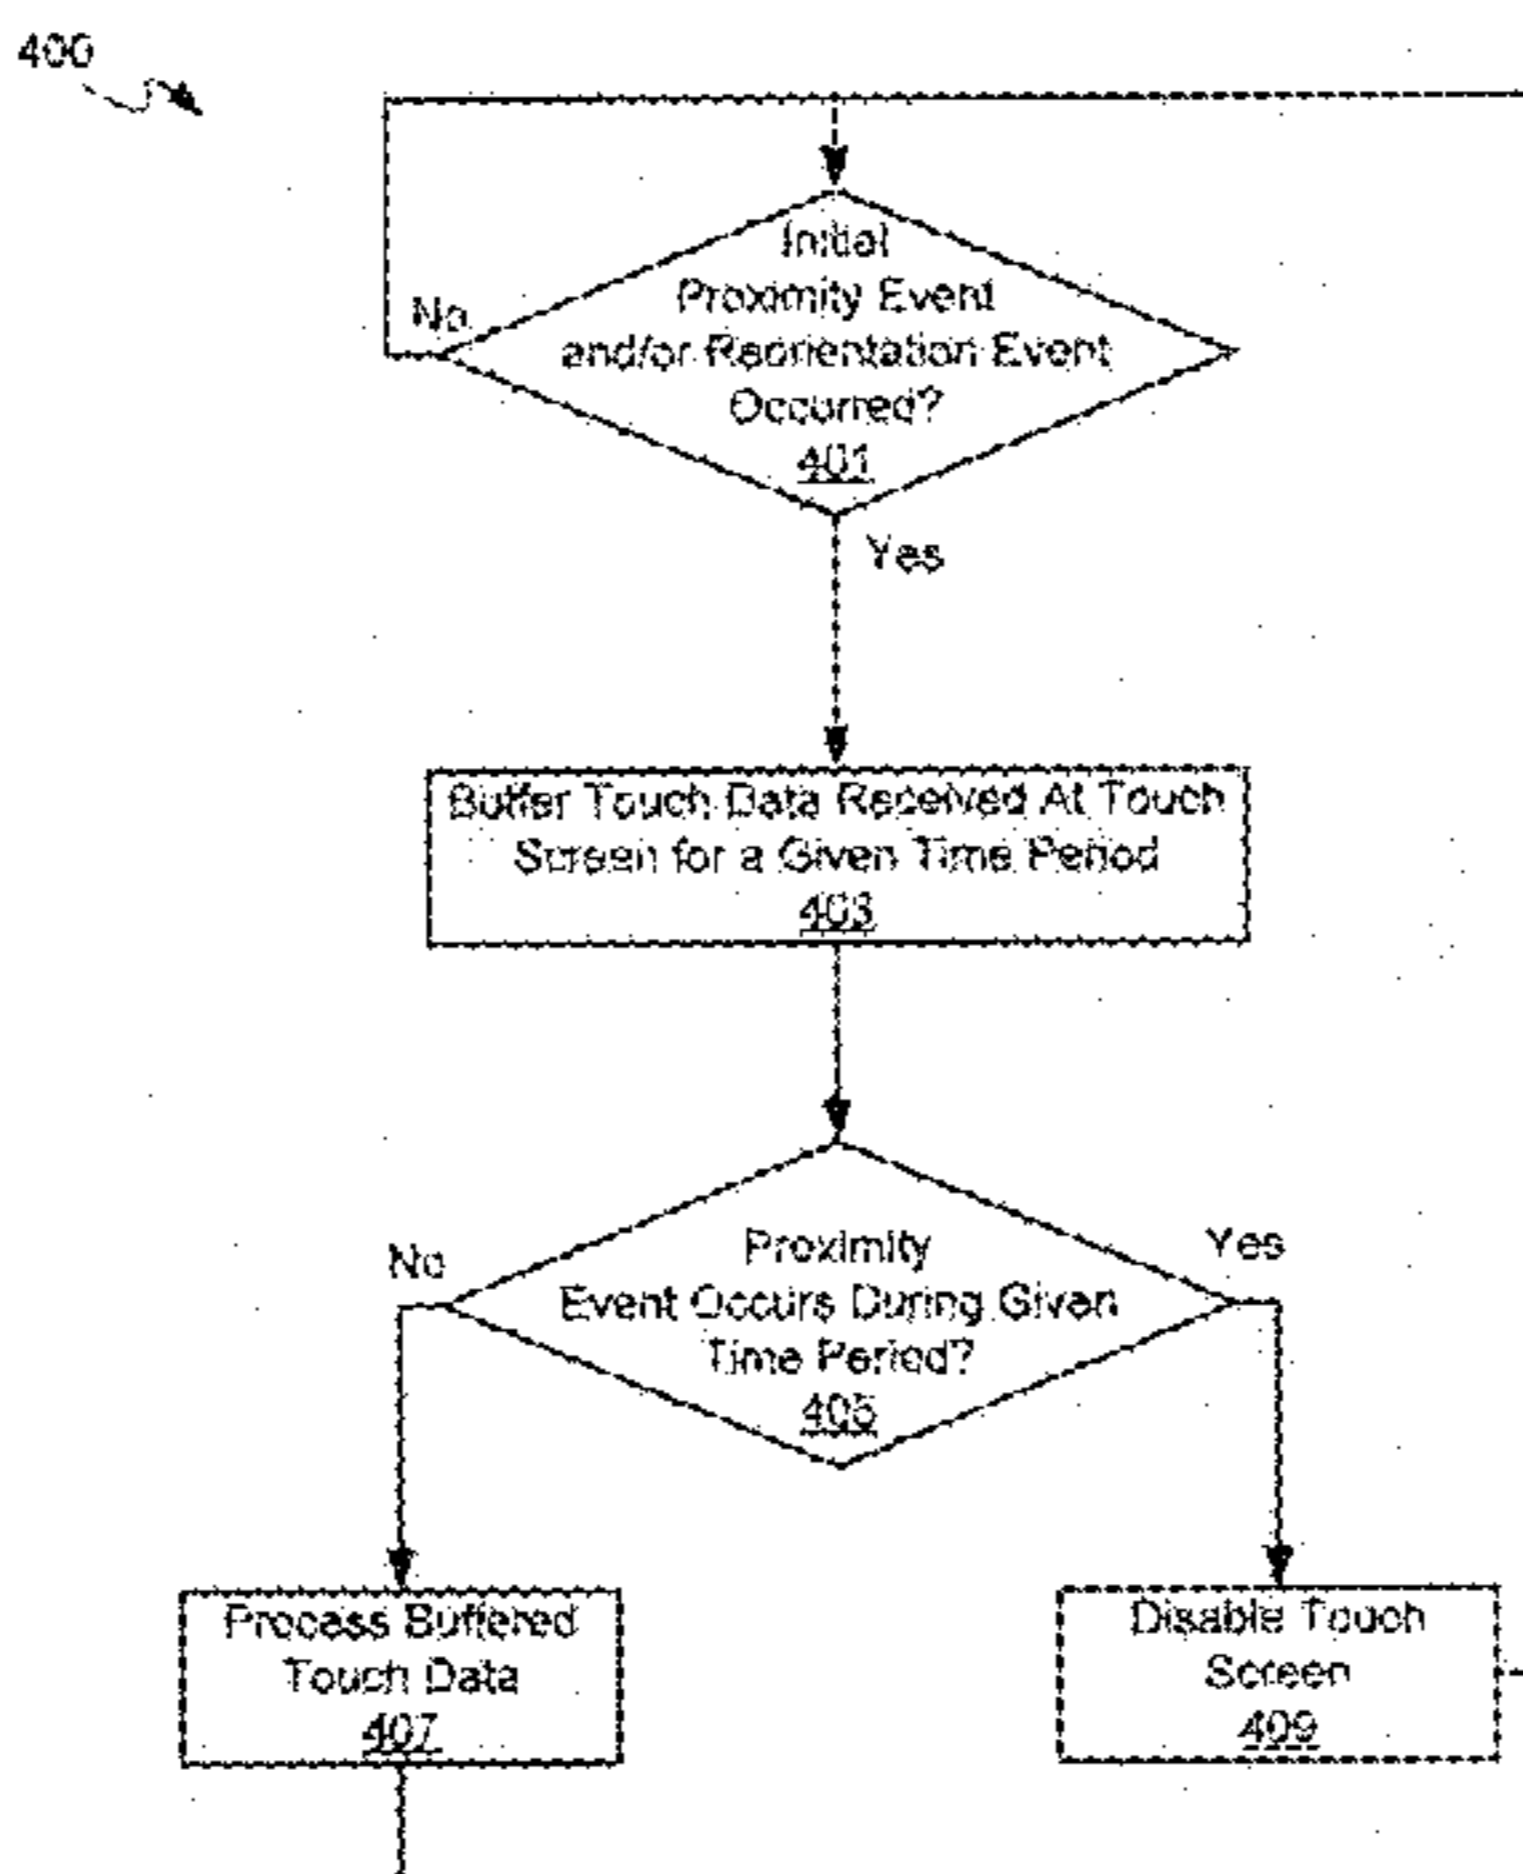 400
Initial
Proximity Event
and/or Reorientation Event
Occurred?
401
No
Yes
Buffer Touch Data Received At Touch
Screen for a Given Time Period
403
Proximity
Event Occurs During Given
Time Period?
405
No
Yes
Process Buffered
Touch Data
407
Disable Touch
Screen
409